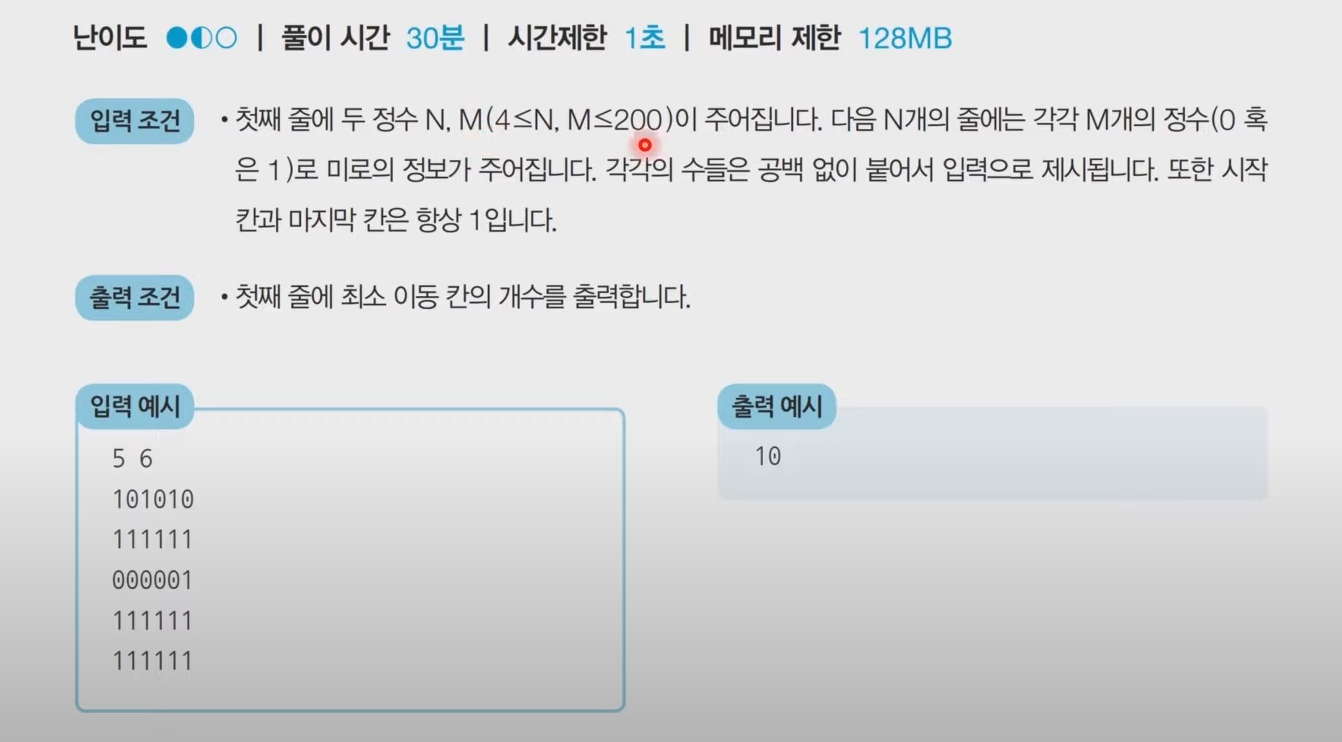 난이도 | 풀이 시간 30분 | 시간제한 1초 | 메모리 제한 128MB
입력 조건 • 첫째 줄에 두 정수 N, M(4≤N, M≤200)이 주어집니다. 다음 N개의 줄에는 각각 M개의 정수(0 혹
은 1)로 미로의 정보가 주어집니다. 각각의 수들은 공백 없이 붙어서 입력으로 제시됩니다. 또한 시작
칸과 마지막 칸은 항상 1입니다.
출력 조건 • 첫째 줄에 최소 이동 칸의 개수를 출력합니다.
입력 예시
5 6
101010
111111
000001
111111
111111
출력 예시
10